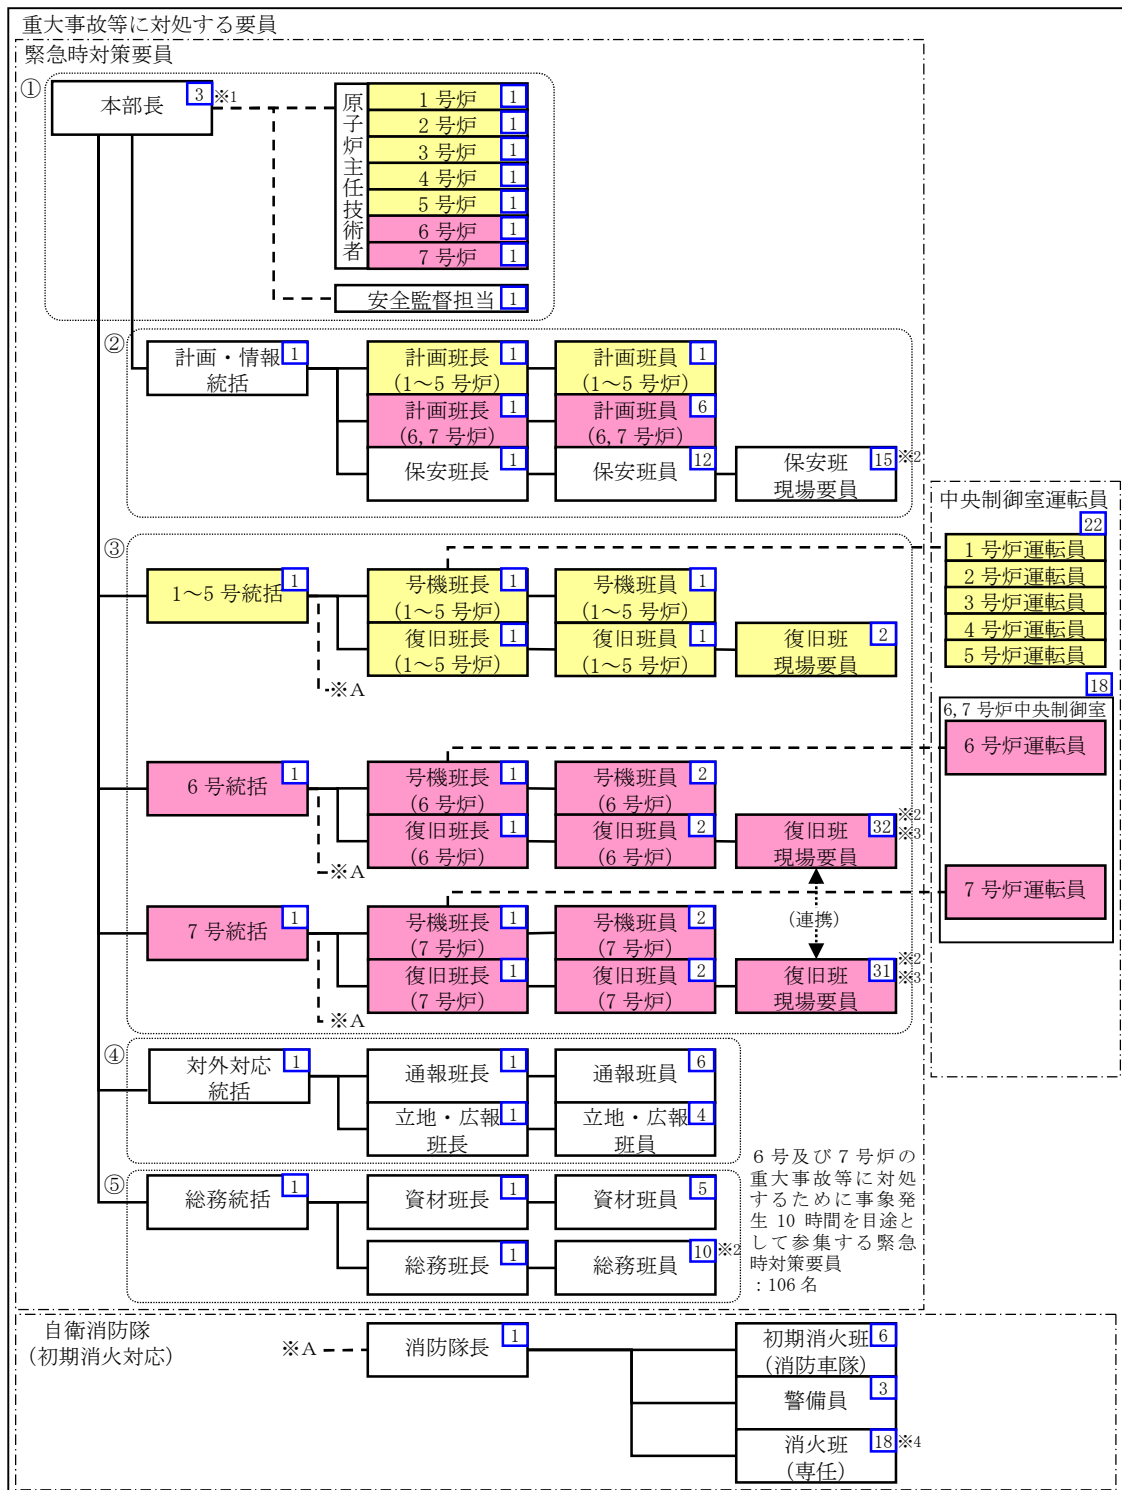 重大事故等に対処する要員
緊急時対策要員
①
本部長
3
※1
原子炉主任技術者
1 号炉
1
2 号炉
1
3 号炉
1
4 号炉
1
5 号炉
1
6 号炉
1
7 号炉
1
安全監督担当
1
②
計画・情報
統括
1
計画班長
(1～5 号炉)
1
計画班員
(1～5 号炉)
1
計画班長
(6,7 号炉)
1
計画班員
(6,7 号炉)
6
保安班長
1
保安班員
12
保安班
現場要員
15
※2
中央制御室運転員
22
1 号炉運転員
2 号炉運転員
3 号炉運転員
4 号炉運転員
5 号炉運転員
18
6,7 号炉中央制御室
6 号炉運転員
7 号炉運転員
③
1～5 号統括
1
※A
号機班長
(1～5 号炉)
1
号機班員
(1～5 号炉)
1
復旧班長
(1～5 号炉)
1
復旧班員
(1～5 号炉)
1
復旧班
現場要員
2
6 号統括
1
※A
号機班長
(6 号炉)
1
号機班員
(6 号炉)
2
復旧班長
(6 号炉)
1
復旧班員
(6 号炉)
2
復旧班
現場要員
32
※2
※3
(連携)
7 号統括
1
※A
号機班長
(7 号炉)
1
号機班員
(7 号炉)
2
復旧班長
(7 号炉)
1
復旧班員
(7 号炉)
2
復旧班
現場要員
31
※2
※3
④
対外対応
統括
1
通報班長
1
通報班員
6
立地・広報
班長
1
立地・広報
班員
4
⑤
総務統括
1
資材班長
1
資材班員
5
総務班長
1
総務班員
10
※2
６号及び７号炉の
重大事故等に対処
するために事象発
生 10 時間を目途と
して参集する緊急
時対策要員
：106 名
自衛消防隊
(初期消火対応)
※A
消防隊長
1
初期消火班
(消防車隊)
6
警備員
3
消火班
(専任)
18
※4